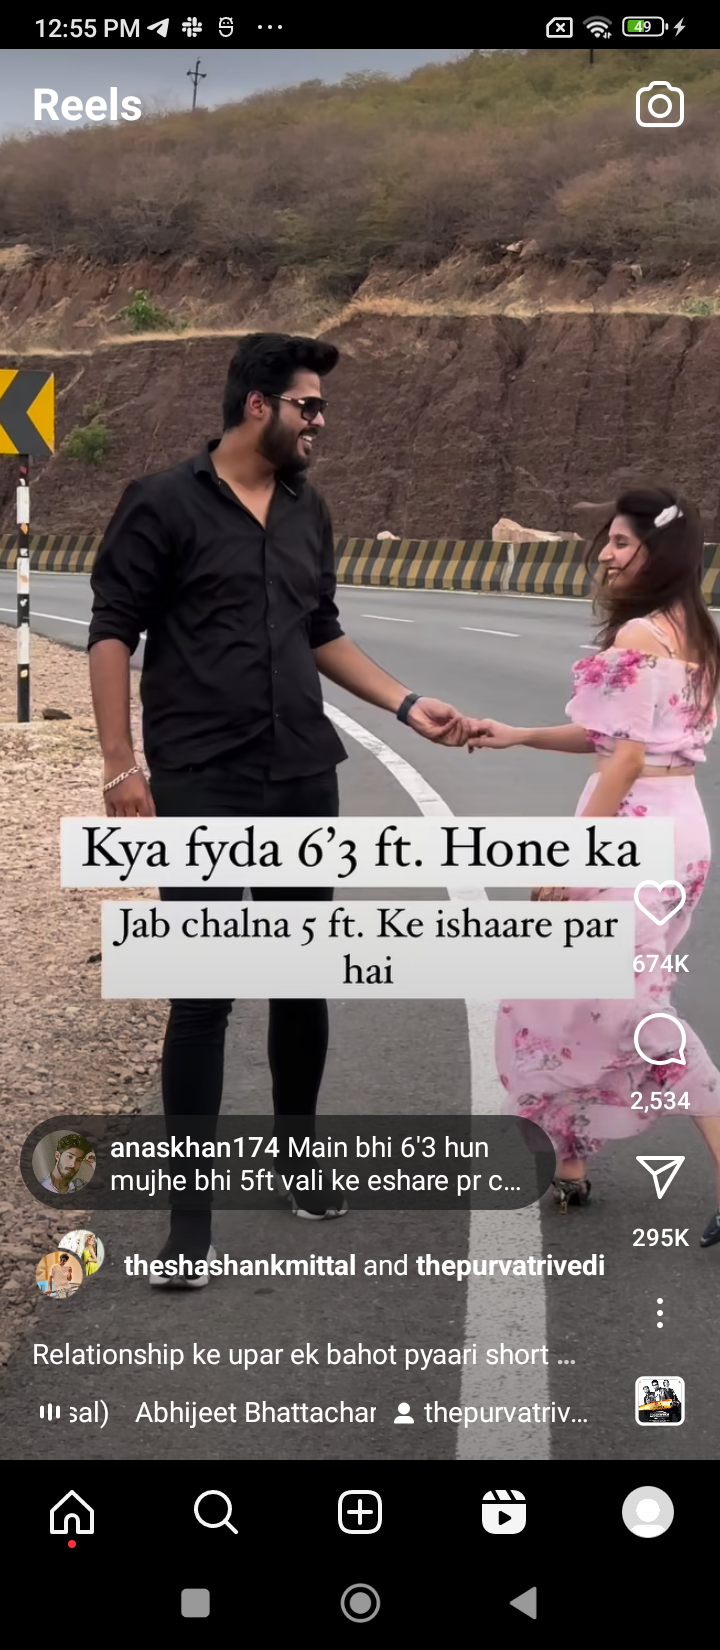 12:55 PM
49
Reels
Kya fyda 6'3 ft. Hone ka
Jab chalna 5 ft. Ke ishaare par
hai
674K
2,534
anaskhan174 Main bhi 6'3 hun
mujhe bhi 5ft vali ke eshare pr c...
295K
theshashankmittal and thepurvatrivedi
Relationship ke upar ek bahot pyaari short ...
sal) Abhijeet Bhattachar thepurvatriv...